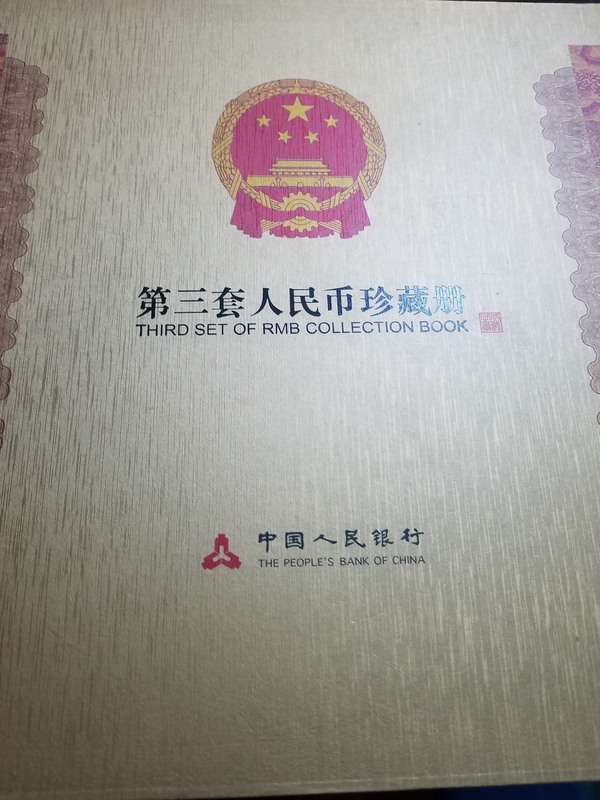 第三套人民币珍藏册
THIRD SET OF RMB COLLECTION BOOK
中国人民银行
THE PEOPLE'S BANK OF CHINA